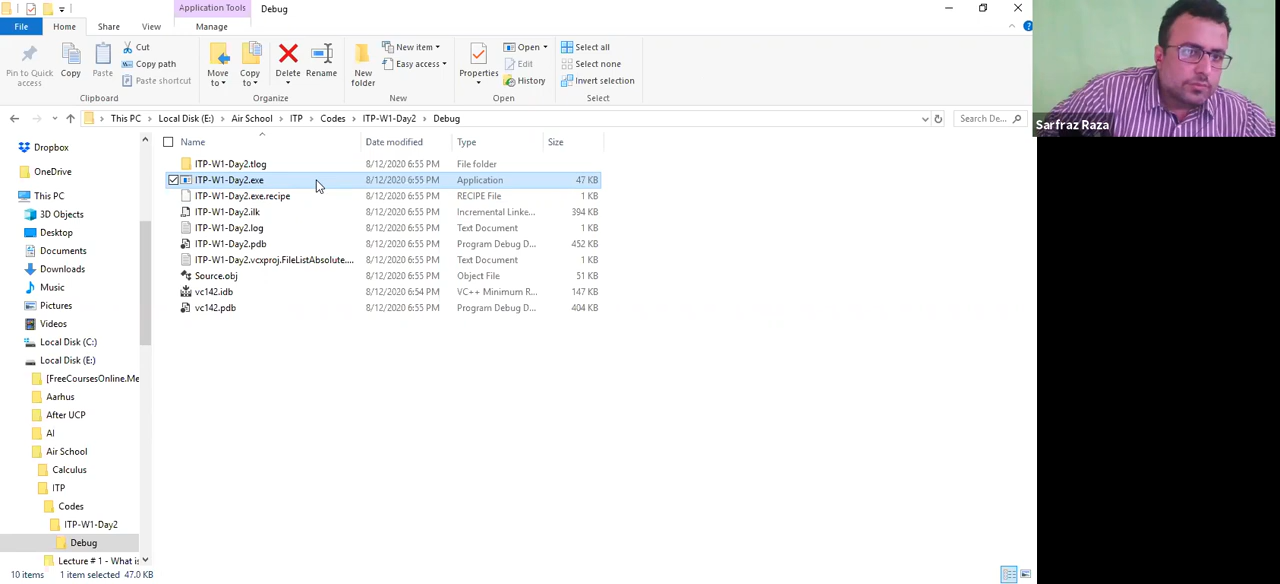 Application Tools
Debug
File
Home
Share
View
Manage
Pin to Quick access
Copy
Paste
Cut
Copy path
Paste shortcut
Clipboard
Move to
Copy to
Delete
Rename
Organize
New folder
New item
Easy access
New
Properties
Open
Edit
History
Open
Select all
Select none
Invert selection
Select
This PC > Local Disk (E:) > Air School > ITP > Codes > ITP-W1-Day2 > Debug
Search De...
Name Date modified Type Size
ITP-W1-Day2.tlog 8/12/2020 6:55 PM File folder
ITP-W1-Day2.exe 8/12/2020 6:55 PM Application 47 KB
ITP-W1-Day2.exe.recipe 8/12/2020 6:55 PM RECIPE File 1 KB
ITP-W1-Day2.ilk 8/12/2020 6:55 PM Incremental Linke... 394 KB
ITP-W1-Day2.log 8/12/2020 6:55 PM Text Document 1 KB
ITP-W1-Day2.pdb 8/12/2020 6:55 PM Program Debug D... 452 KB
ITP-W1-Day2.vcxproj.FileListAbsolute.... 8/12/2020 6:55 PM Text Document 1 KB
Source.obj 8/12/2020 6:55 PM Object File 51 KB
vc142.idb 8/12/2020 6:54 PM VC++ Minimum R... 147 KB
vc142.pdb 8/12/2020 6:55 PM Program Debug D... 404 KB
Dropbox
OneDrive
This PC
3D Objects
Desktop
Documents
Downloads
Music
Pictures
Videos
Local Disk (C:)
Local Disk (E:)
[FreeCoursesOnline.Me
Aarhus
After UCP
AI
Air School
Calculus
ITP
Codes
ITP-W1-Day2
Debug
Lecture # 1 - What is
10 items 1 item selected 47.0 KB
Sarfraz Raza